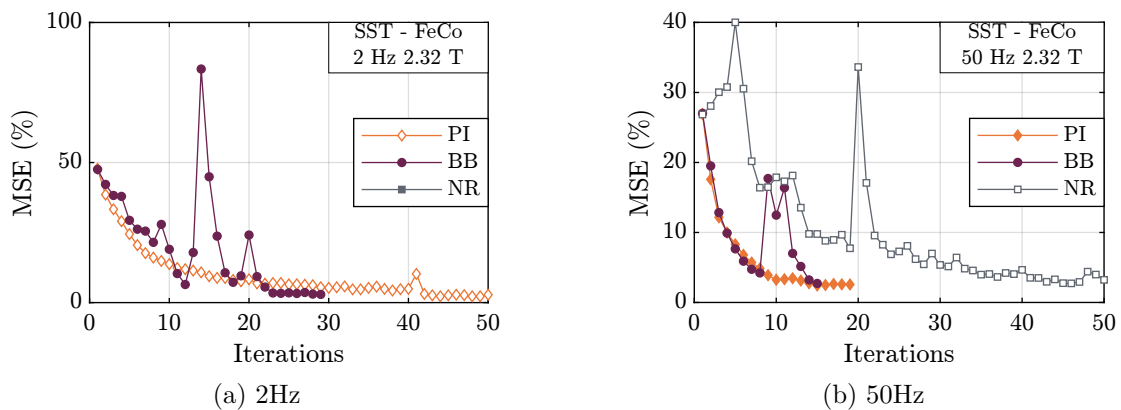 SST - FeCo
2 Hz 2.32 T
PI
BB
NR
MSE (%)
100
50
0
0 10 20 30 40 50
Iterations
(a) 2Hz
SST - FeCo
50 Hz 2.32 T
PI
BB
NR
MSE (%)
40
30
20
10
0
0 10 20 30 40 50
Iterations
(b) 50Hz